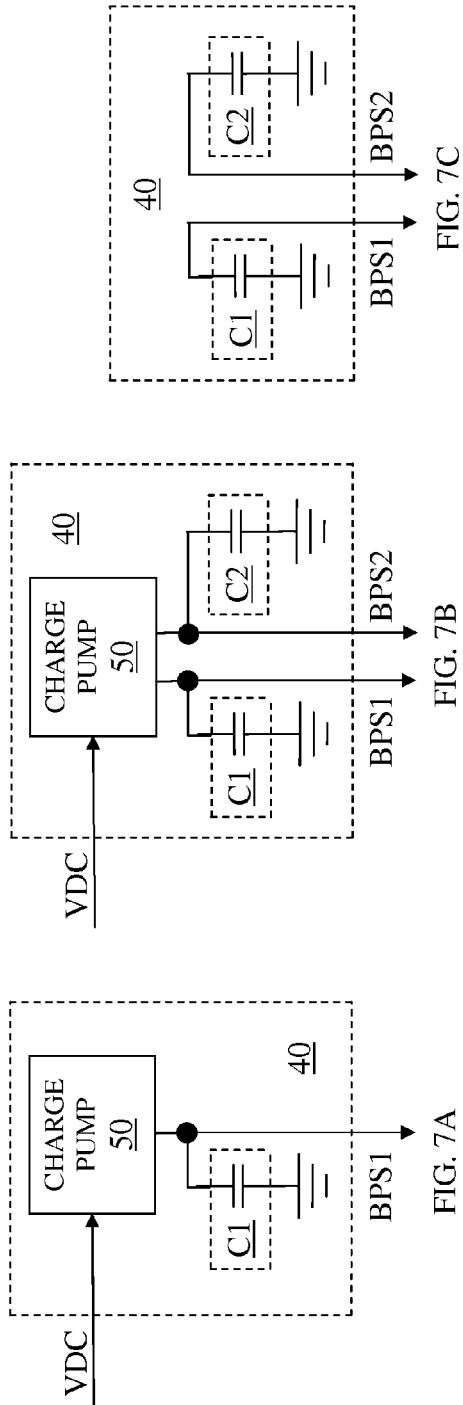 VDC
CHARGE
PUMP
50
40
C1
BPS1
FIG. 7A
VDC
CHARGE
PUMP
50
40
C1
C2
BPS1
BPS2
FIG. 7B
40
C1
C2
BPS1
BPS2
FIG. 7C